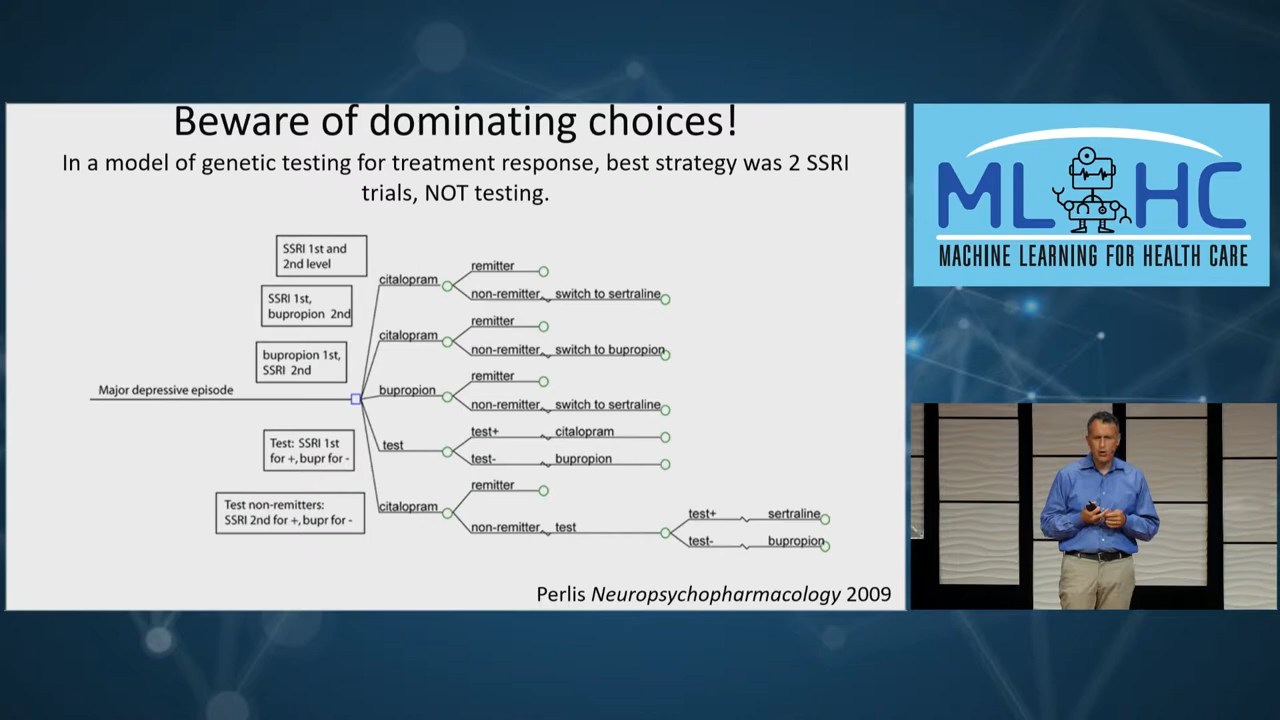 Beware of dominating choices!
In a model of genetic testing for treatment response, best strategy was 2 SSRI
trials, NOT testing.
SSRI 1st and
2nd level
SSRI 1st,
bupropion 2nd
bupropion 1st,
SSRI 2nd
Major depressive episode
Test: SSRI 1st
for +, bupr for -
Test non-remitters:
SSRI 2nd for +, bupr for -
citalopram
remitter
non-remitter
switch to sertraline
citalopram
remitter
non-remitter
switch to bupropion
bupropion
remitter
non-remitter
switch to sertraline
test
test+
citalopram
test-
bupropion
citalopram
remitter
non-remitter
test
test+
sertraline
test-
bupropion
Perlis Neuropsychopharmacology 2009
ML HC
MACHINE LEARNING FOR HEALTH CARE